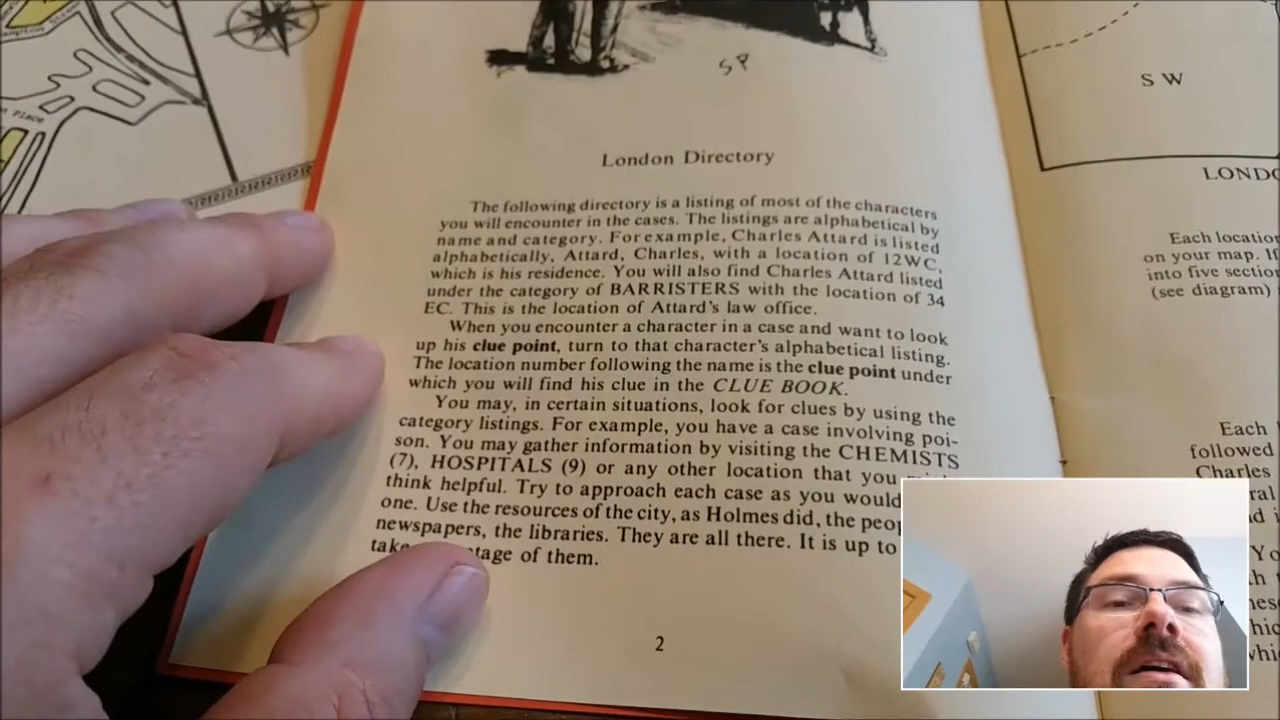 Place
SP
London Directory
The following directory is a listing of most of the characters
you will encounter in the cases. The listings are alphabetical by
name and category. For example, Charles Attard is listed
alphabetically, Attard, Charles, with a location of 12WC,
which is his residence. You will also find Charles Attard listed
under the category of BARRISTERS with the location of 34
EC. This is the location of Attard's law office.
When you encounter a character in a case and want to look
up his clue point, turn to that character's alphabetical listing.
The location number following the name is the clue point under
which you will find his clue in the CLUE BOOK.
You may, in certain situations, look for clues by using the
category listings. For example, you have a case involving poi-
son. You may gather information by visiting the CHEMISTS
(7), HOSPITALS (9) or any other location that you
think helpful. Try to approach each case as you would
one. Use the resources of the city, as Holmes did, the
newspapers, the libraries. They are all there. It is up to
of them.
2
SW
Each location
on your map. If
into five
(see diagram)
Each
followed
Charles